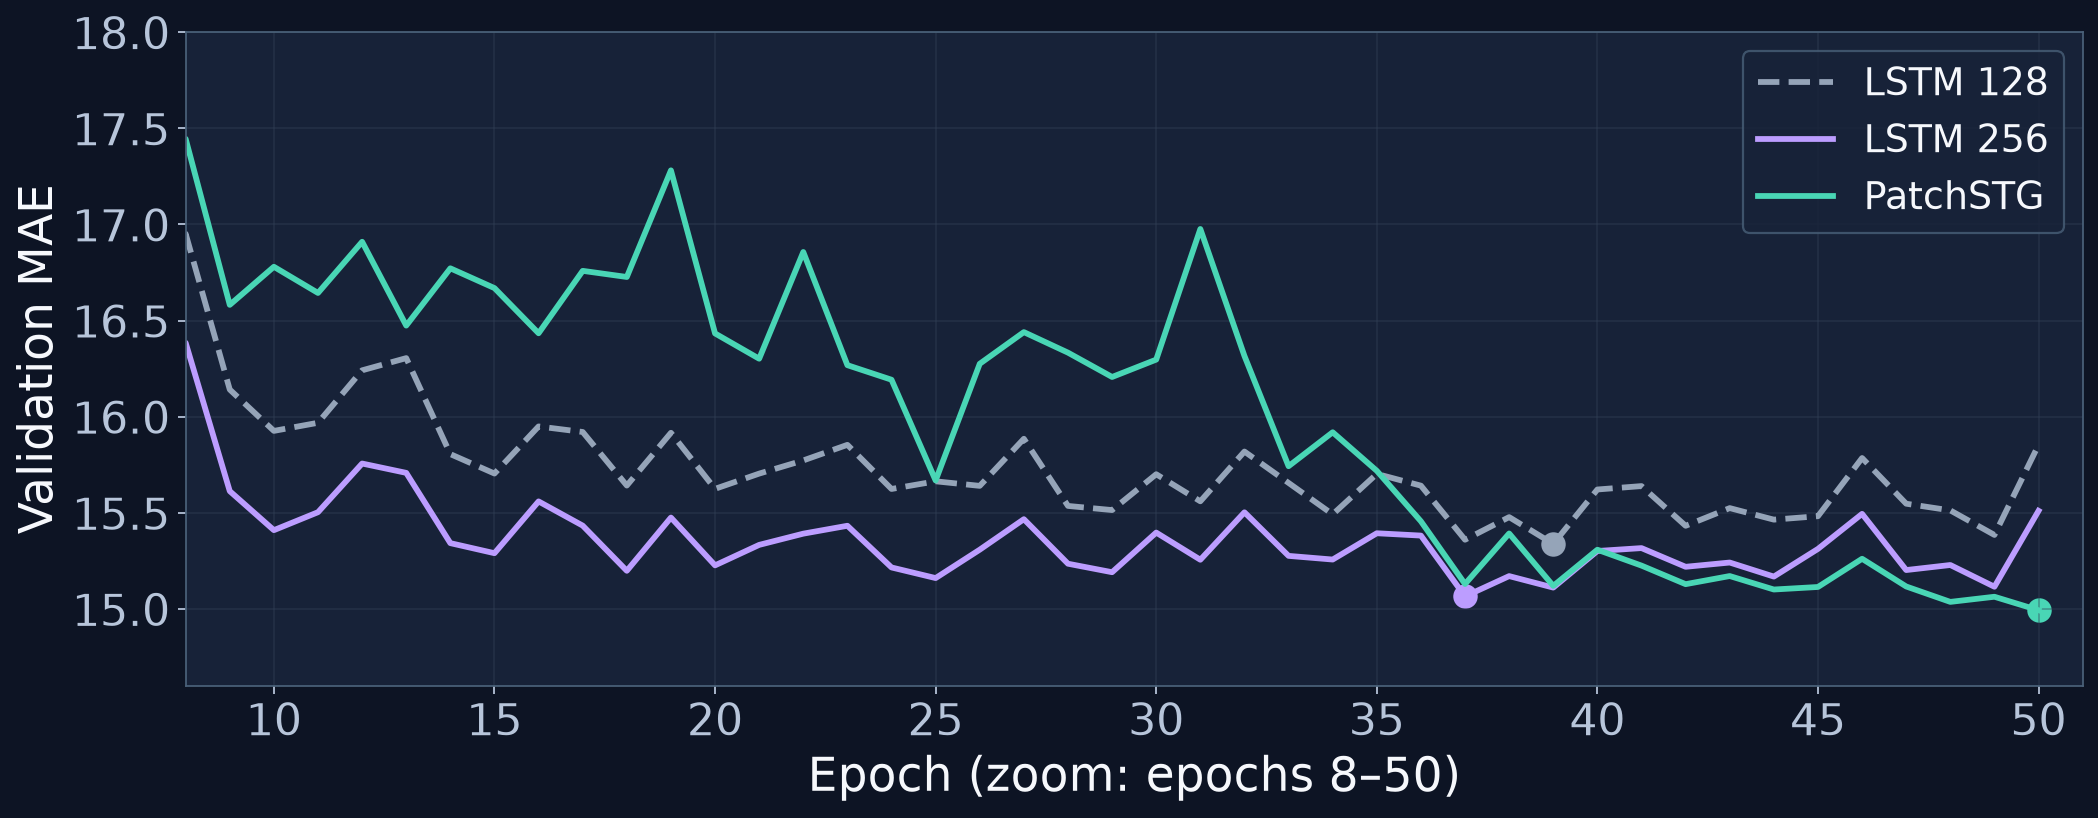 18.0
17.5
17.0
16.5
16.0
15.5
15.0
Validation MAE
LSTM 128
LSTM 256
PatchSTG
10 15 20 25 30 35 40 45 50
Epoch (zoom: epochs 8–50)